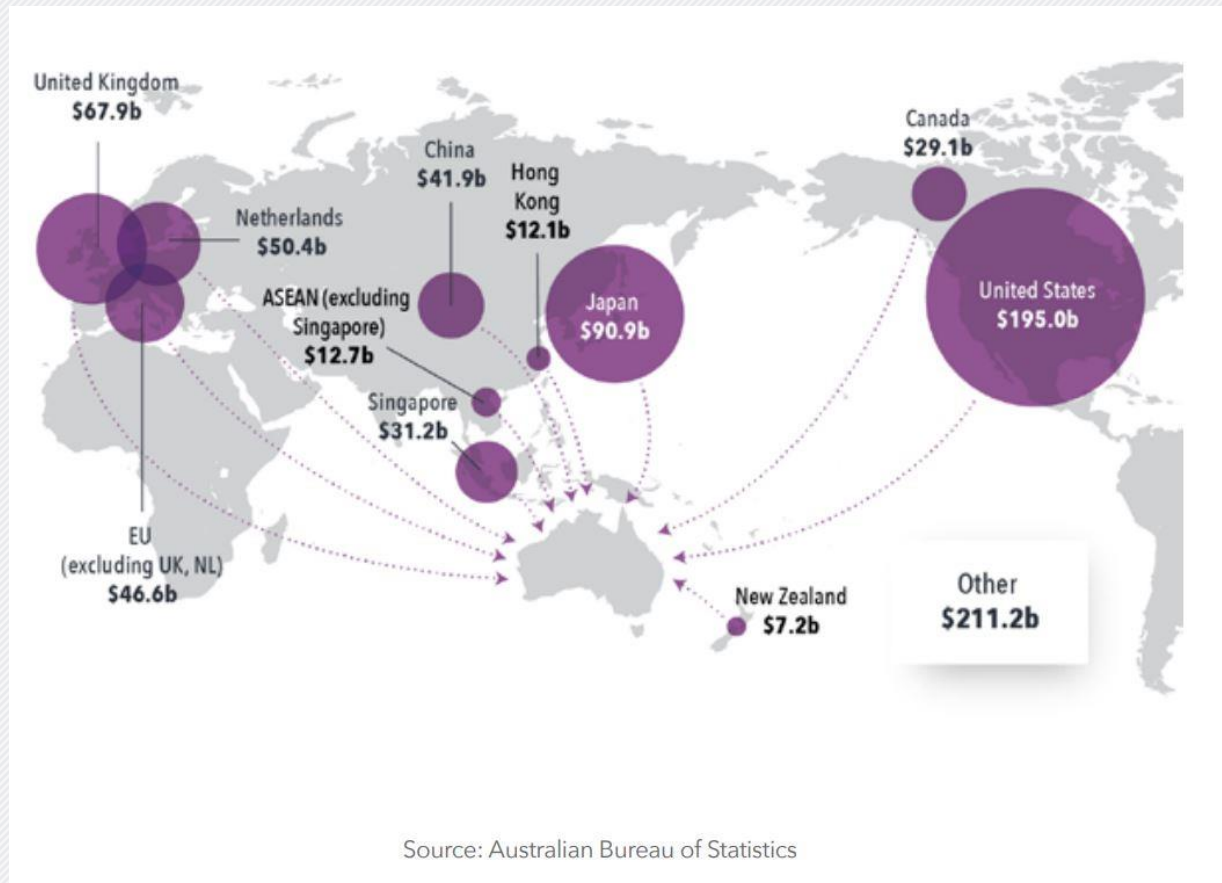 United Kingdom
$67.9b
Canada
$29.1b
China
$41.9b
Hong
Kong
$12.1b
Netherlands
$50.4b
ASEAN (excluding
Singapore)
$12.7b
Japan
$90.9b
United States
$195.0b
Singapore
$31.2b
EU
(excluding UK, NL)
$46.6b
New Zealand
$7.2b
Other
$211.2b
Source: Australian Bureau of Statistics